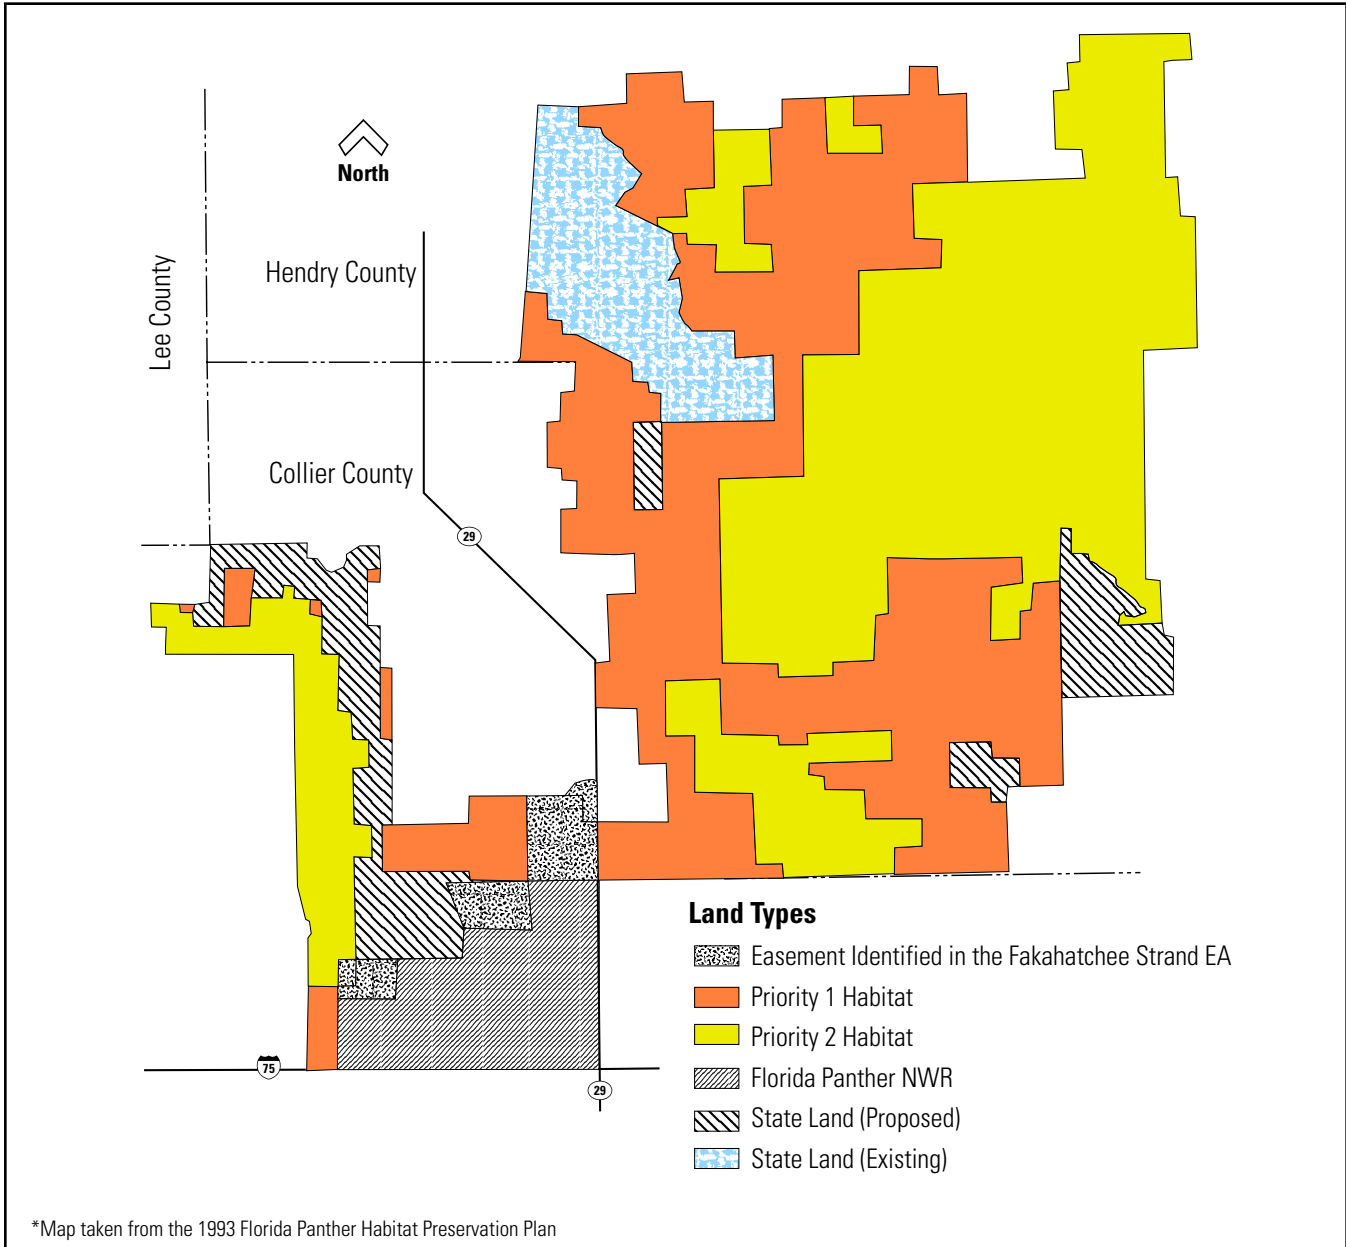 North
Lee County
Hendry County
Collier County
29
75
29
Land Types
Easement Identified in the Fakahatchee Strand EA
Priority 1 Habitat
Priority 2 Habitat
Florida Panther NWR
State Land (Proposed)
State Land (Existing)
*Map taken from the 1993 Florida Panther Habitat Preservation Plan